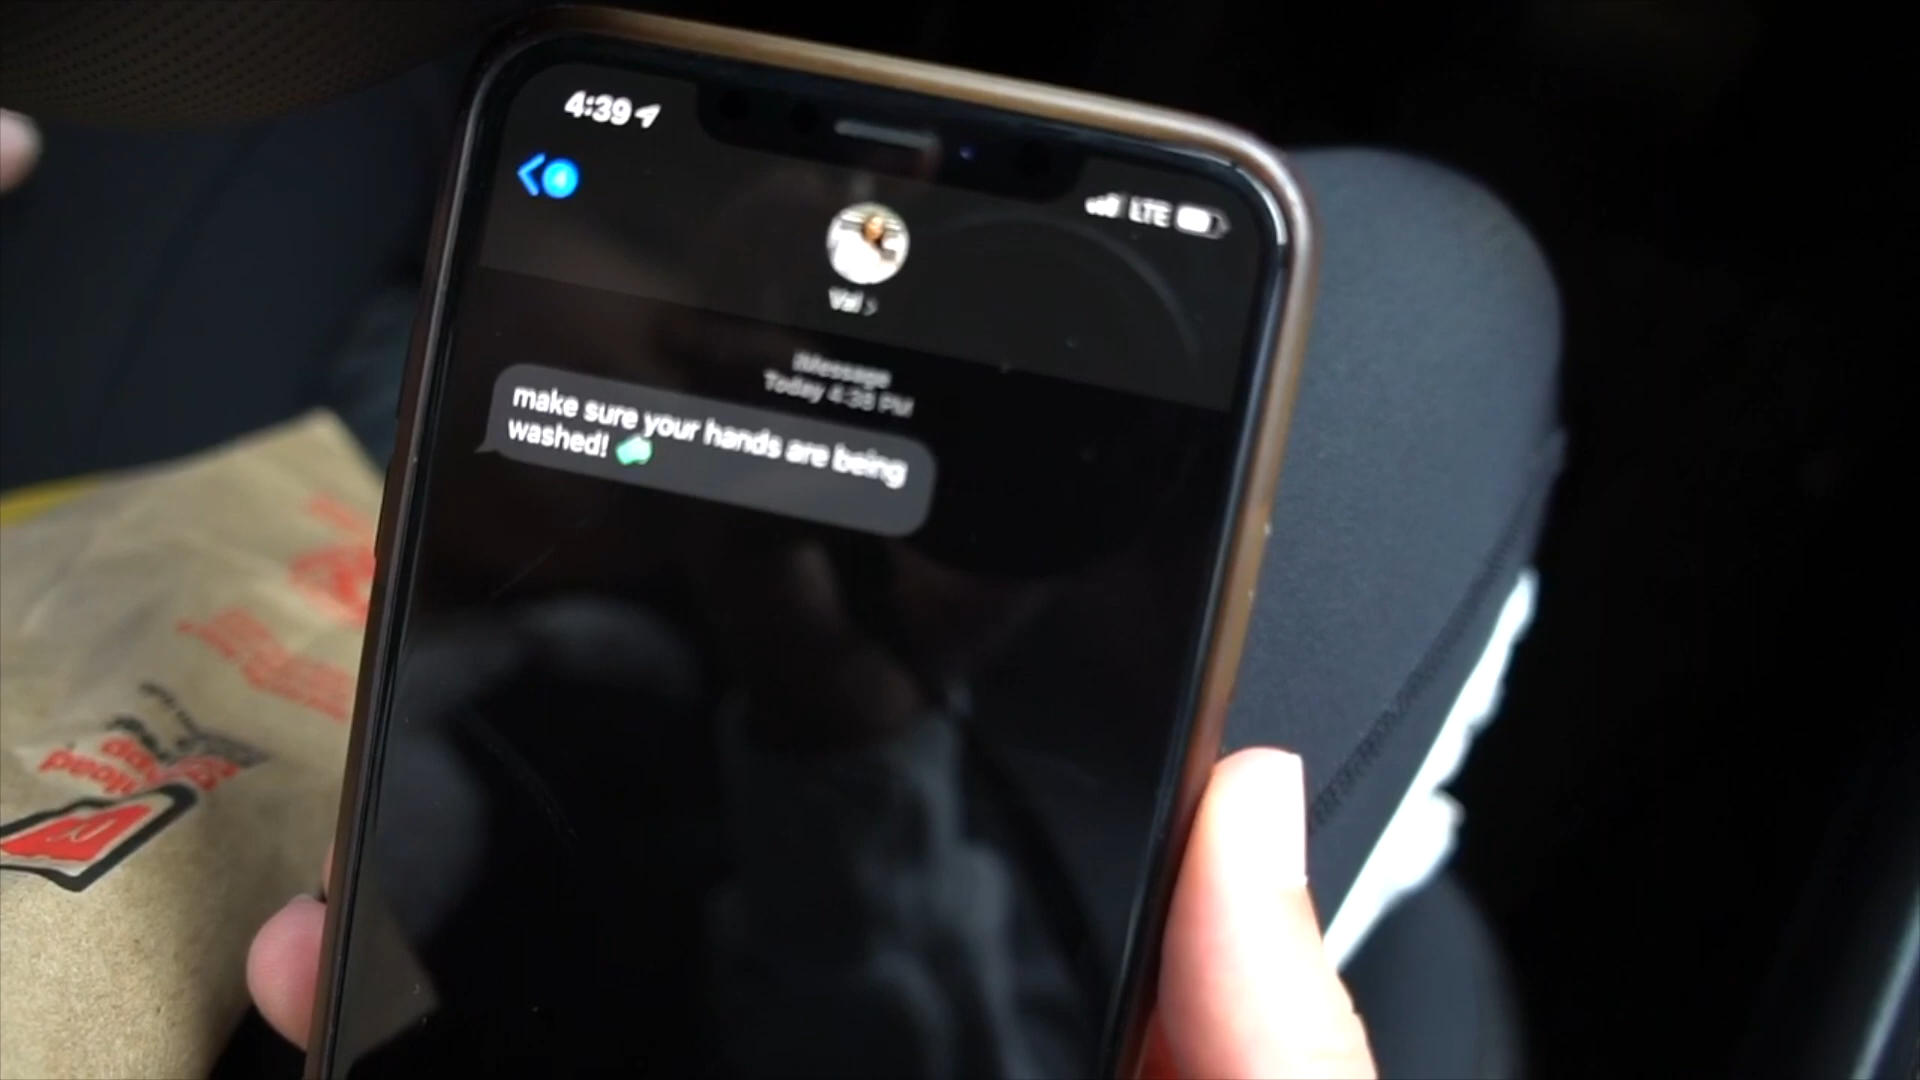 4:39
LTE
Val
iMessage
Today 4:38 PM
make sure your hands are being
washed!